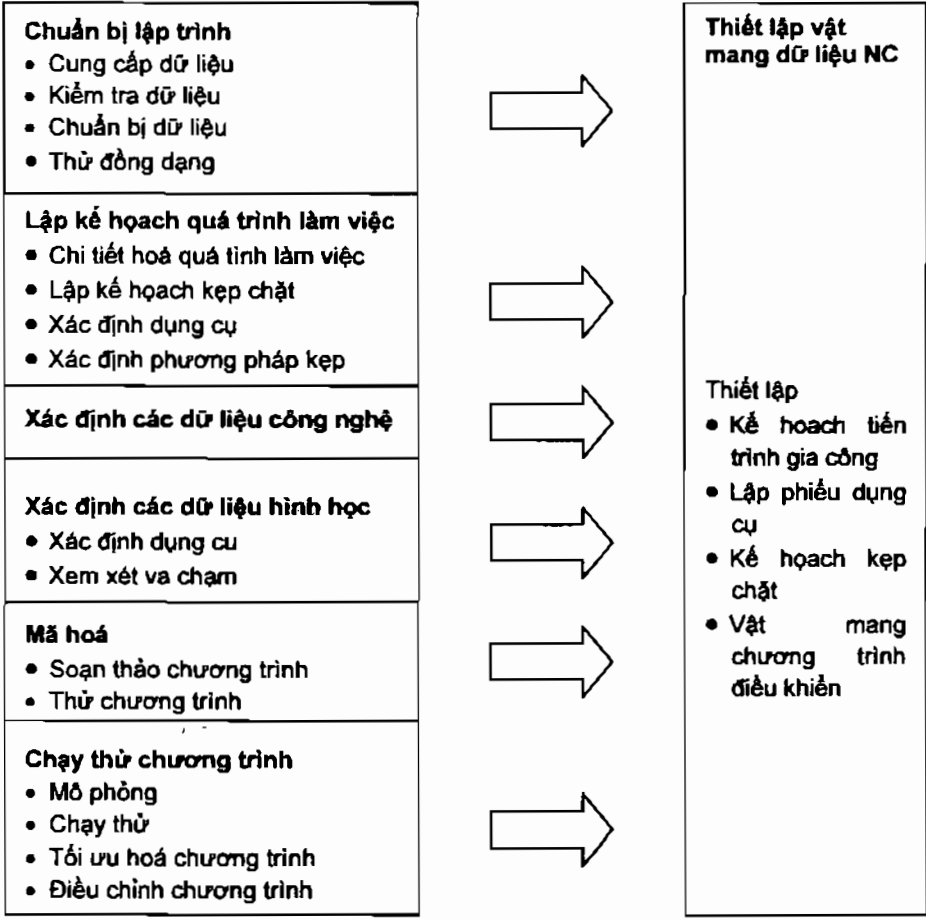 Chuẩn bị lập trình
• Cung cấp dữ liệu
• Kiểm tra dữ liệu
• Chuẩn bị dữ liệu
• Thử đồng dạng
Lập kế họach quá trình làm việc
• Chi tiết hoá quá tình làm việc
• Lập kế họach kẹp chặt
• Xác định dụng cụ
• Xác định phương pháp kẹp
Xác định các dữ liệu công nghệ
Xác định các dữ liệu hình học
• Xác định dụng cu
• Xem xét va chạm
Mã hoá
• Soạn thảo chương trình
• Thử chương trình
Chạy thử chương trình
• Mô phỏng
• Chạy thử
• Tối ưu hoá chương trình
• Điều chỉnh chương trình
Thiết lập vật
mang dữ liệu NC
Thiết lập
• Kế hoach tiến
trình gia công
• Lập phiếu dụng
cụ
• Kế họach kẹp
chặt
• Vật mang
chương trình
điều khiển